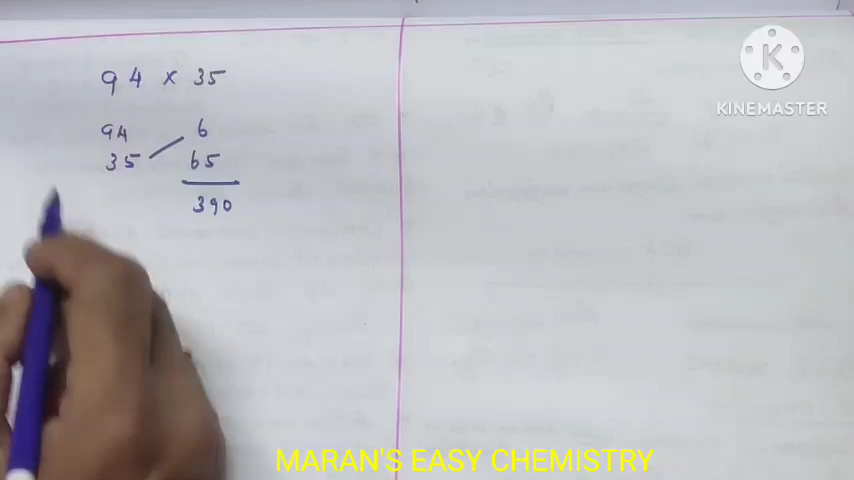 94 x 35
94 6
35 65
390
KINEMASTER
MARAN'S EASY CHEMISTRY